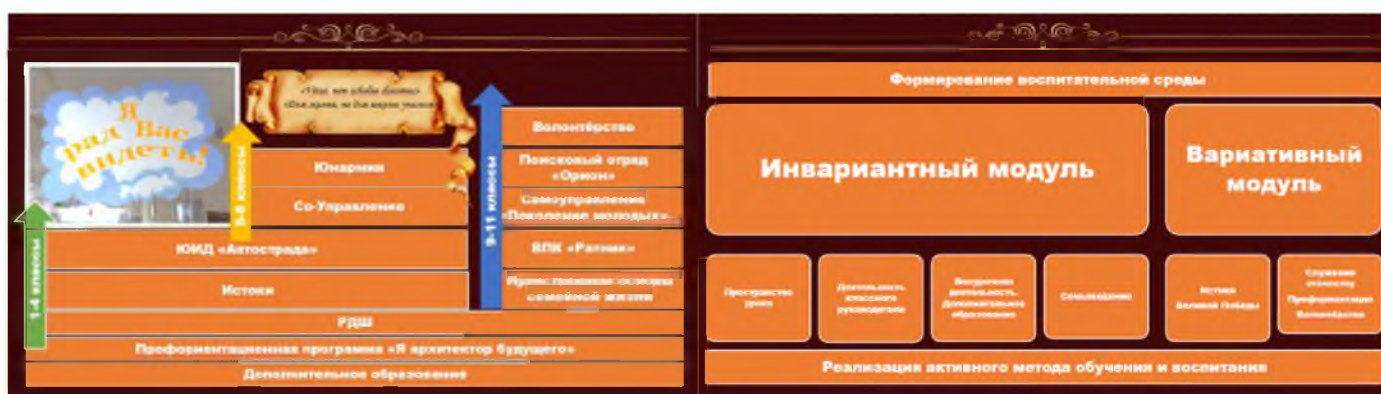 Я
рад Вас
видеть!
1-4 классы
5-8 классы
9-11 классы
Юнармия
Со-Управление
ЮИД «Автострада»
Истоки
РДШ
Профориентационная программа «Я архитектор будущего»
Дополнительное образование
Волонтёрство
Поисковый отряд
«Орион»
Самоуправление
«Поколение молодых»
ВПК «Ратник»
Нравственные основы
семейной жизни
Формирование воспитательной среды
Инвариантный модуль
Вариативный
модуль
Пространство
урока
Деятельность
классного
руководителя
Внеурочная
деятельность.
Дополнительное
образование
Семьеведение
Истоки
Великой Победы
Служение
отечеству
Профориентация
Волонтёрство
Реализация активного метода обучения и воспитания